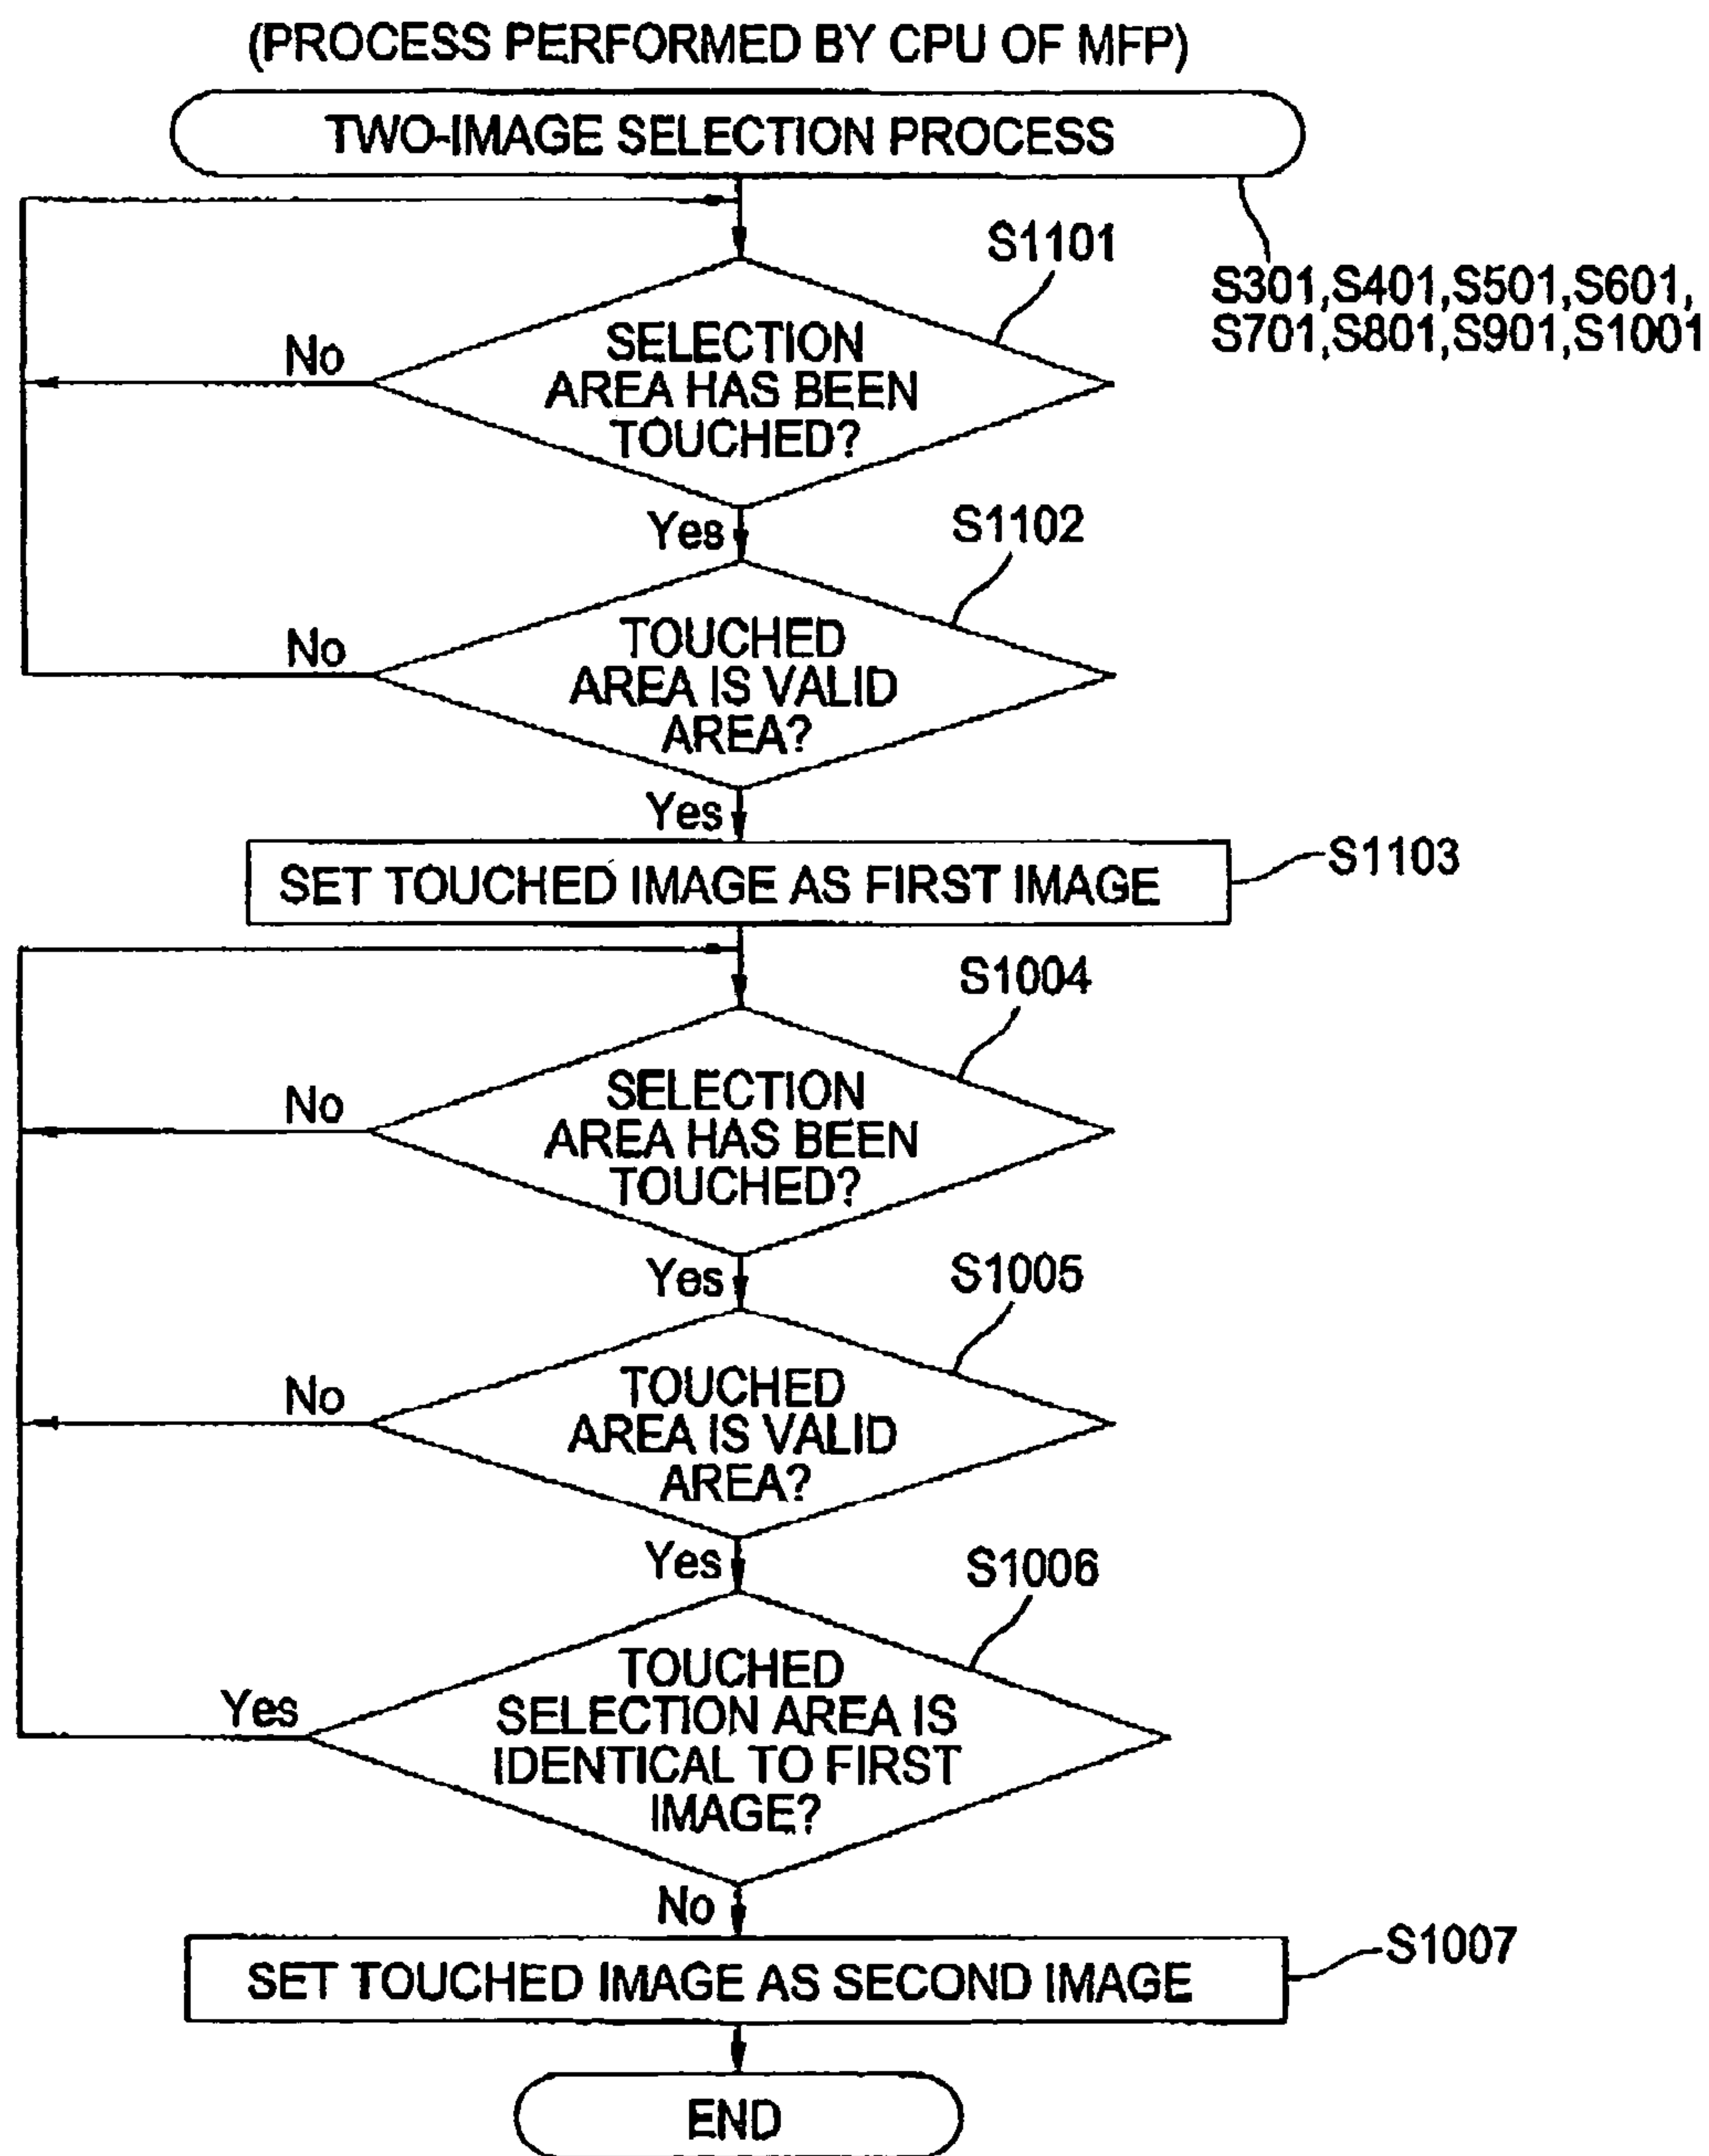 (PROCESS PERFORMED BY CPU OF MFP)
TWO-IMAGE SELECTION PROCESS
S301,S401,S501,S601,
S701,S801,S901,S1001
S1101
SELECTION
AREA HAS BEEN
TOUCHED?
No
Yes
S1102
TOUCHED
AREA IS VALID
AREA?
No
Yes
SET TOUCHED IMAGE AS FIRST IMAGE
S1103
S1004
SELECTION
AREA HAS BEEN
TOUCHED?
No
Yes
S1005
TOUCHED
AREA IS VALID
AREA?
No
Yes
S1006
TOUCHED
SELECTION AREA IS
IDENTICAL TO FIRST
IMAGE?
Yes
No
SET TOUCHED IMAGE AS SECOND IMAGE
S1007
END